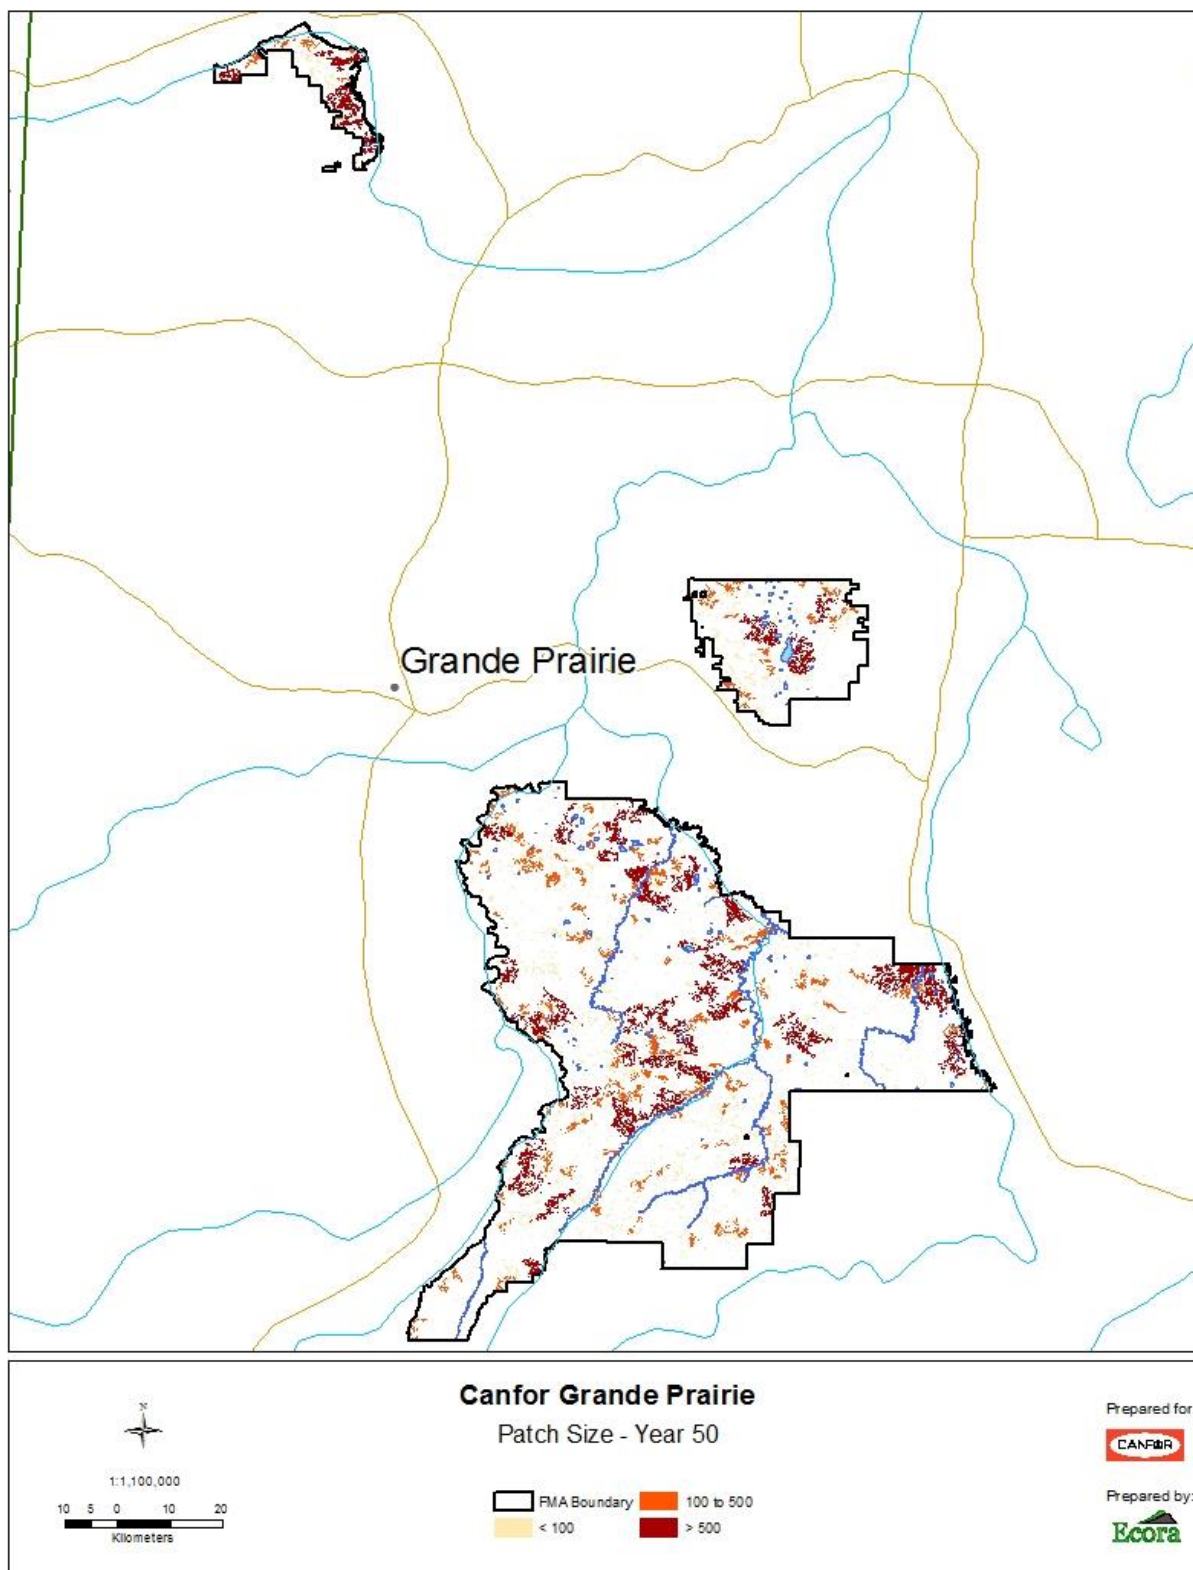 Grande Prairie
Canfor Grande Prairie
Patch Size - Year 50
N
1:1,100,000
10 5 0 10 20
Kilometers
FMA Boundary
< 100
100 to 500
> 500
Prepared for
CANFOR
Prepared by:
Ecora